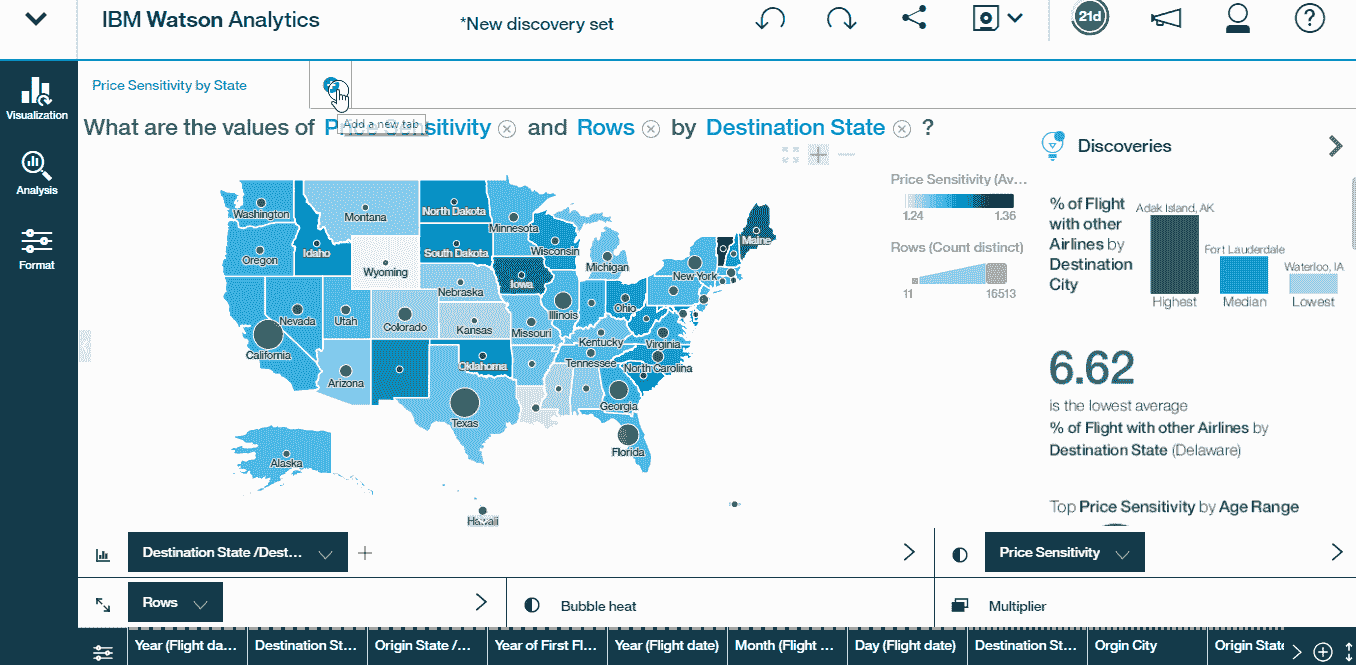 IBM Watson Analytics
*New discovery set
21d
?
Visualization
Analysis
Format
Price Sensitivity by State
Add a new tab
What are the values of Price Sensitivity and Rows by Destination State ?
Price Sensitivity (Av...
1.24 1.36
Rows (Count distinct)
11 16513
Washington
Montana
North Dakota
Minnesota
Maine
Oregon
Idaho
South Dakota
Wisconsin
Wyoming
Michigan
New York
Iowa
Nebraska
Nevada
Utah
Colorado
Kansas
Illinois
Ohio
Missouri
Kentucky
Virginia
California
Arizona
Oklahoma
Tennessee
North Carolina
Georgia
Texas
Florida
Alaska
Hawaii
Discoveries
% of Flight
with other
Airlines by
Destination
City
Adak Island, AK
Fort Lauderdale
Waterloo, IA
Highest
Median
Lowest
6.62
is the lowest average
% of Flight with other Airlines by
Destination State (Delaware)
Top Price Sensitivity by Age Range
Destination State /Dest...
Price Sensitivity
Rows
Bubble heat
Multiplier
Year (Flight da...
Destination St...
Origin State /...
Year of First Fl...
Year (Flight date)
Month (Flight ...
Day (Flight date)
Destination St...
Orgin City
Origin State